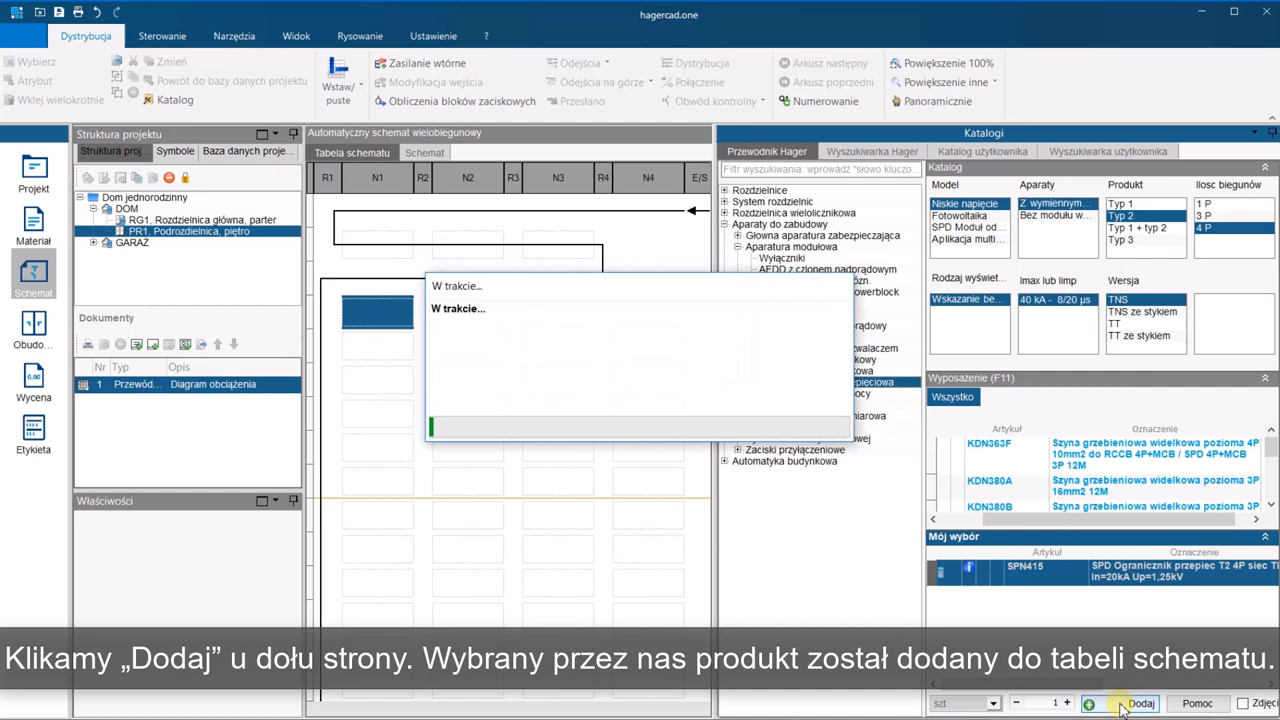 hagercad.one
Dystrybucja Sterowanie Narzędzia Widok Rysowanie Ustawienie ?
Wybierz
Atrybut
Wklej wielokrotnie
Zmień
Powrót do bazy danych projektu
Katalog
Wstaw/
puste
Zasilanie wtórne
Modyfikacja wejścia
Obliczenia bloków zaciskowych
Odejścia
Odejścia na górze
Przesłano
Dystrybucja
Połączenie
Obwód kontrolny
Arkusz następny
Arkusz poprzedni
Numerowanie
Powiększenie 100%
Powiększenie inne
Panoramicznie
Projekt
Materiał
Schemat
Obudo...
Wycena
Etykieta
Struktura projektu
Struktura proj... Symbole Baza danych proje...
Dom jednorodzinny
DOM
RG1. Rozdzielnica główna, parter
PR1, Podrozdzielnica, piętro
GARAŻ
Dokumenty
Nr Typ Opis
1 Przewód... Diagram obciążenia
Właściwości
Automatyczny schemat wielobiegunowy
Tabela schematu Schemat
R1 N1 R2 N2 R3 N3 R4 N4 E/S
W trakcie...
W trakcie...
Katalogi
Przewodnik Hager Wyszukiwarka Hager Katalog użytkownika Wyszukiwarka użytkownika
Filtr wyszukiwania: wprowadź "słowo kluczo...
Rozdzielnice
System rozdzielnic
Rozdzielnica wielolicznikowa
Aparaty do zabudowy
Głowna aparatura zabezpieczająca
Aparatura modułowa
Wyłączniki
AFDD z członem nadprądowym
Zaciski przyłączeniowe
Automatyka budynkowa
Katalog
Model Aparaty Produkt Ilosc biegunów
Niskie napięcie
Fotowoltaika
SPD Moduł od...
Aplikacja multi...
Z wymiennym...
Bez modułu w...
Typ 1
Typ 2
Typ 1 + typ 2
Typ 3
1 P
3 P
4 P
Rodzaj wyświet... Imax lub Iimp Wersja
Wskazanie be...
40 kA - 8/20 µs
TNS
TNS ze stykiem
TT
TT ze stykiem
Wyposażenie (F11)
Wszystko
Artykuł Oznaczenie
KDN363F Szyna grzebieniowa widelkowa pozioma 4P
10mm2 do RCCB 4P+MCB / SPD 4P+MCB
3P 12M
KDN380A Szyna grzebieniowa widelkowa pozioma 3P
16mm2 12M
KDN380B Szyna grzebieniowa widelkowa pozioma 3P
Mój wybór
Artykuł Oznaczenie
SPN415 SPD Ogranicznik przepiec T2 4P siec
In=20kA Up=1,25kV
Klikamy „Dodaj” u dołu strony. Wybrany przez nas produkt został dodany do tabeli schematu.
szt 1 Dodaj Pomoc Zdjęc